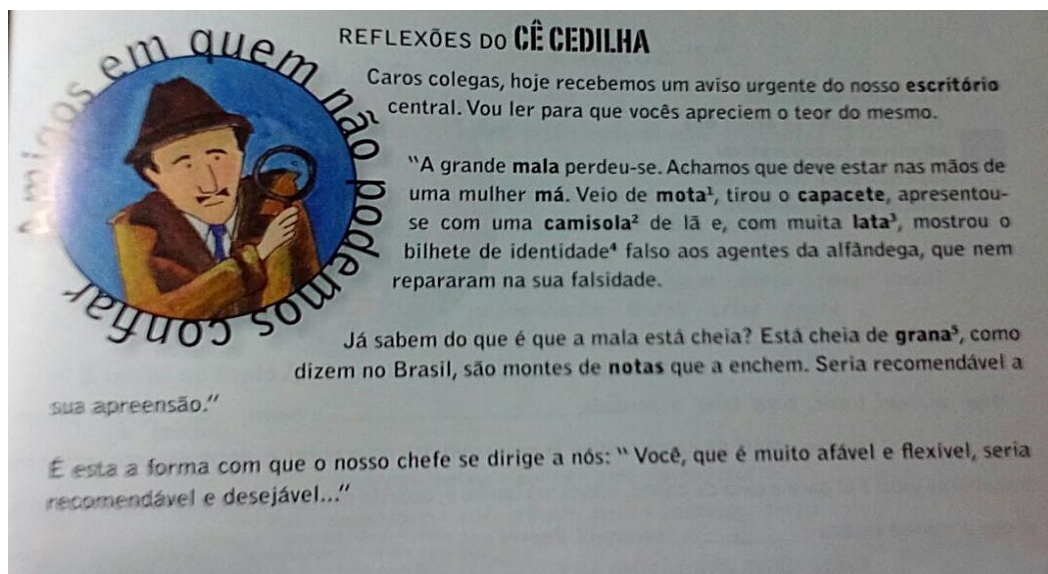 Amigos em quem não podemos confiar
REFLEXÕES DO CÊ CEDILHA
Caros colegas, hoje recebemos um aviso urgente do nosso escritório
central. Vou ler para que vocês apreciem o teor do mesmo.
“A grande mala perdeu-se. Achamos que deve estar nas mãos de
uma mulher má. Veio de mota¹, tirou o capacete, apresentou-
se com uma camisola² de lã e, com muita lata³, mostrou o
bilhete de identidade⁴ falso aos agentes da alfândega, que nem
repararam na sua falsidade.
Já sabem do que é que a mala está cheia? Está cheia de grana⁵, como
dizem no Brasil, são montes de notas que a enchem. Seria recomendável a
sua apreensão.”
É esta a forma com que o nosso chefe se dirige a nós: “ Você, que é muito afável e flexível, seria
recomendável e desejável...”